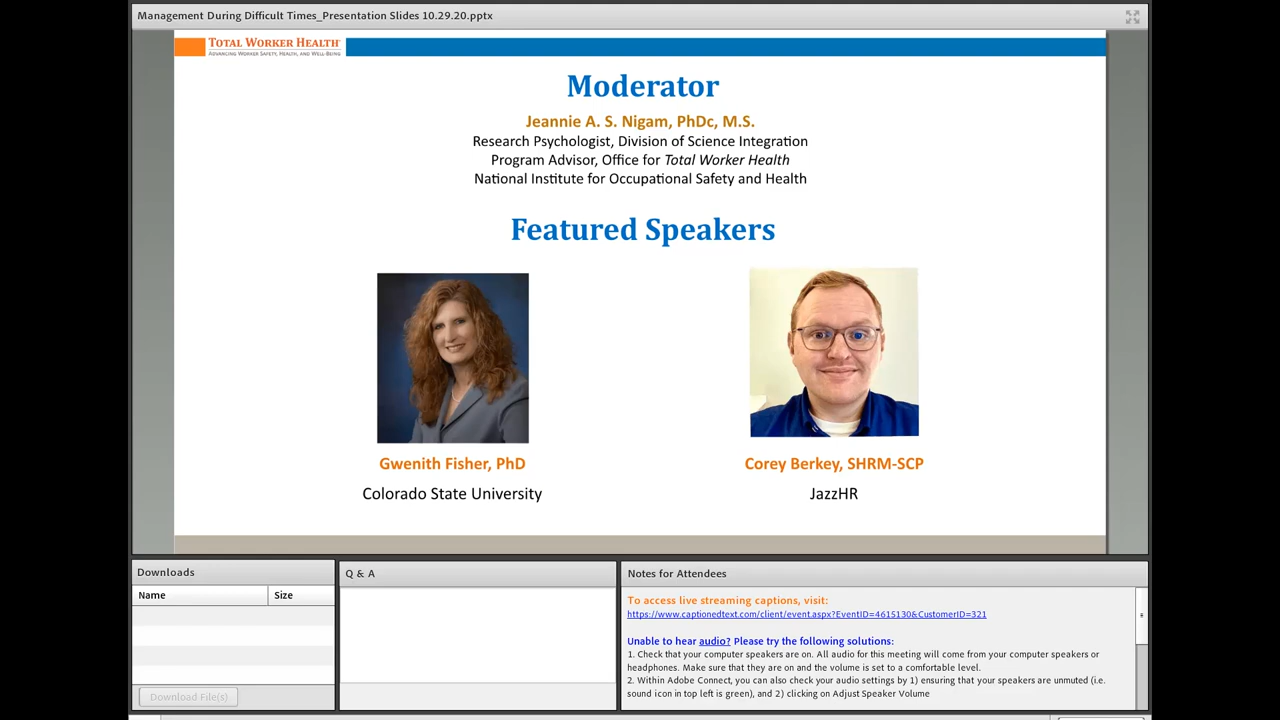 Management During Difficult Times_Presentation Slides 10.29.20.pptx
TOTAL WORKER HEALTH®
ADVANCING WORKER SAFETY, HEALTH, AND WELL-BEING
Moderator
Jeannie A. S. Nigam, PhDc, M.S.
Research Psychologist, Division of Science Integration
Program Advisor, Office for Total Worker Health
National Institute for Occupational Safety and Health
Featured Speakers
Gwenith Fisher, PhD
Colorado State University
Corey Berkey, SHRM-SCP
JazzHR
Downloads
Name Size
Download File(s)
Q & A
Notes for Attendees
To access live streaming captions, visit:
https://www.captionedtext.com/client/event.aspx?EventID=4615130&CustomerID=321
Unable to hear audio? Please try the following solutions:
1. Check that your computer speakers are on. All audio for this meeting will come from your computer speakers or
headphones. Make sure that they are on and the volume is set to a comfortable level.
2. Within Adobe Connect, you can also check your audio settings by 1) ensuring that your speakers are unmuted (i.e.
sound icon in top left is green), and 2) clicking on Adjust Speaker Volume